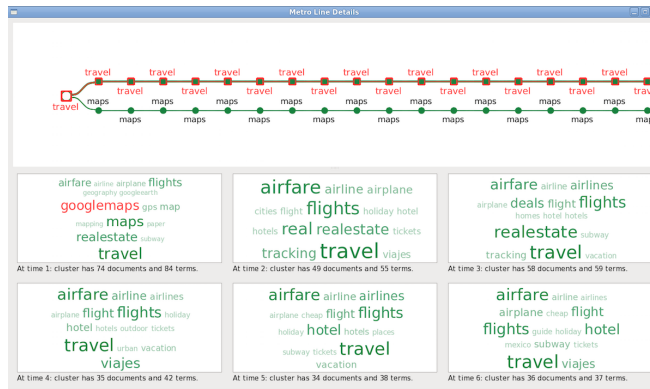 Metro Line Details
travel travel travel travel travel travel travel travel travel
travel travel travel travel travel travel travel travel travel travel
maps maps maps maps maps maps maps maps maps
maps maps maps maps maps maps maps maps maps
airfare airline airplane flights
geography googleearth
googlemaps gps map
mapping maps paper
realestate subway
travel
At time 1: cluster has 74 documents and 84 terms.
airfare airline airplane
cities flight flights holiday hotel
hotels real realestate tickets
tracking travel viajes
At time 2: cluster has 49 documents and 55 terms.
airfare airline airlines
airplane deals flight flights
homes hotel hotels
realestate subway
tracking travel vacation
At time 3: cluster has 58 documents and 59 terms.
airfare airline airlines
airplane flight flights holiday
hotel hotels outdoor tickets
travel urban vacation
viajes
At time 4: cluster has 35 documents and 42 terms.
airfare airline airlines
airplane cheap flight flights
holiday hotel hotels places
subway tickets travel
vacation
At time 5: cluster has 34 documents and 38 terms.
airfare airline airlines
airplane cheap flight
flights guide holiday hotel
mexico subway tickets
travel viajes
At time 6: cluster has 36 documents and 37 terms.